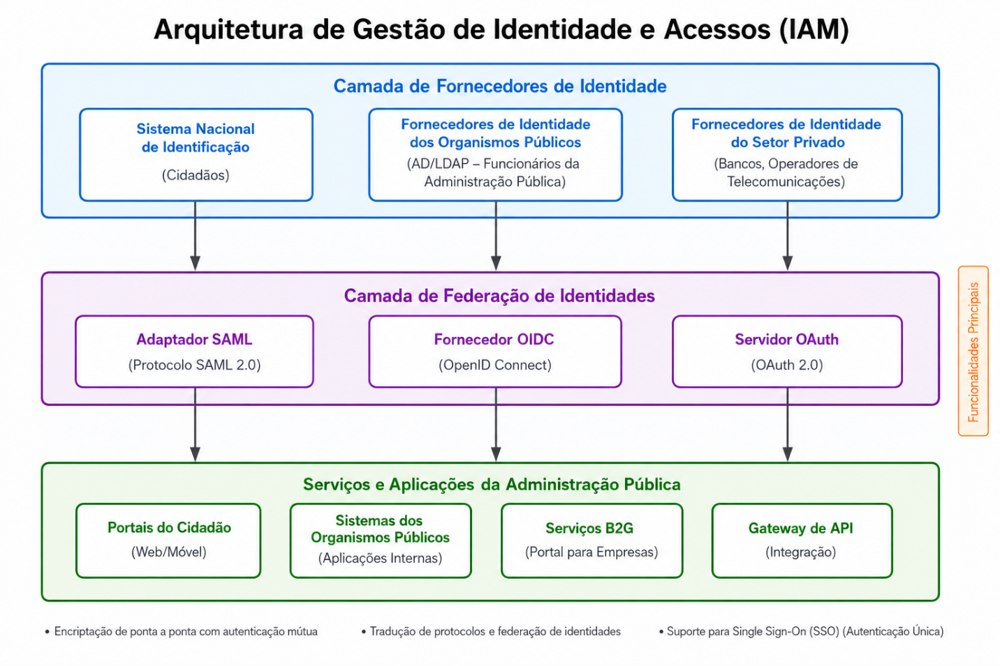 Arquitetura de Gestão de Identidade e Acessos (IAM)
Camada de Fornecedores de Identidade
Sistema Nacional
de Identificação
(Cidadãos)
Fornecedores de Identidade
dos Organismos Públicos
(AD/LDAP – Funcionários da
Administração Pública)
Fornecedores de Identidade
do Setor Privado
(Bancos, Operadores de
Telecomunicações)
Camada de Federação de Identidades
Adaptador SAML
(Protocolo SAML 2.0)
Fornecedor OIDC
(OpenID Connect)
Servidor OAuth
(OAuth 2.0)
Funcionalidades Principais
Serviços e Aplicações da Administração Pública
Portais do Cidadão
(Web/Móvel)
Sistemas dos
Organismos Públicos
(Aplicações Internas)
Serviços B2G
(Portal para Empresas)
Gateway de API
(Integração)
• Encriptação de ponta a ponta com autenticação mútua
• Tradução de protocolos e federação de identidades
• Suporte para Single Sign-On (SSO) (Autenticação Única)